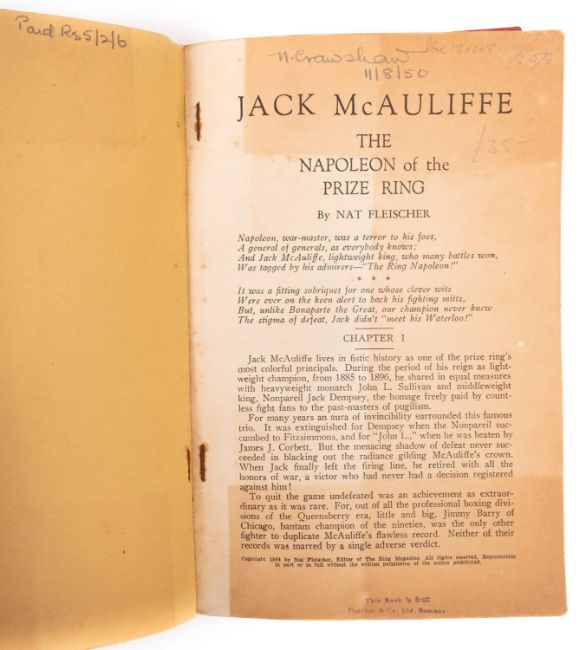 Paid Rs 5/2/6
N. Crawshaw
11/8/50
£35-
JACK McAULIFFE
THE
NAPOLEON of the
PRIZE RING
By NAT FLEISCHER
Napoleon, war-master, was a terror to his foes,
A general of generals, as everybody knows;
And Jack McAuliffe, lightweight king, who many battles won,
Was tagged by his admirers—"The Ring Napoleon!"
* * *
It was a fitting sobriquet for one whose clever wits
Were ever on the keen alert to back his fighting mitts,
But, unlike Bonaparte the Great, our champion never knew
The stigma of defeat, Jack didn't "meet his Waterloo!"
CHAPTER I
Jack McAuliffe lives in fistic history as one of the prize ring's
most colorful principals. During the period of his reign as light-
weight champion, from 1885 to 1896, he shared in equal measures
with heavyweight monarch John L. Sullivan and middleweight
king, Nonpareil Jack Dempsey, the homage freely paid by count-
less fight fans to the past-masters of pugilism.
For many years an aura of invincibility surrounded this famous
trio. It was extinguished for Dempsey when the Nonpareil suc-
cumbed to Fitzsimmons, and for "John L.," when he was beaten by
James J. Corbett. But the menacing shadow of defeat never suc-
ceeded in blacking out the radiance gilding McAuliffe's crown.
When Jack finally left the firing line, he retired with all the
honors of war, a victor who had never had a decision registered
against him!
To quit the game undefeated was an achievement as extraor-
dinary as it was rare. For, out of all the professional boxing divi-
sions of the Queensberry era, little and big, Jimmy Barry of
Chicago, bantam champion of the nineties, was the only other
fighter to duplicate McAuliffe's flawless record. Neither of their
records was marred by a single adverse verdict.
Copyright 1944 by Nat Fleischer, Editor of The Ring Magazine. All rights reserved. Reproduction
in part or in full without the written permission of the author prohibited.
This Book is
& Co. Ltd.